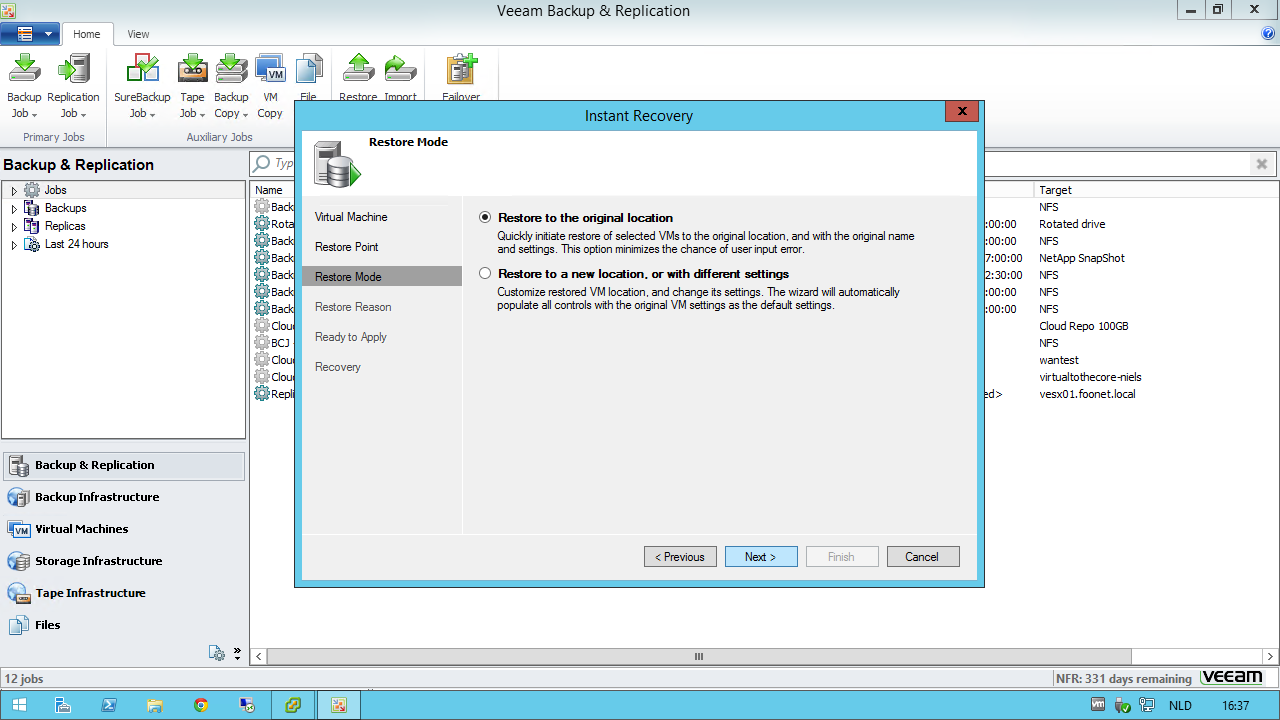 Veeam Backup & Replication
Home
View
Backup Job
Replication Job
SureBackup Job
Tape Job
Backup Copy
VM Copy
File
Restore
Import
Failover
Primary Jobs
Auxiliary Jobs
Instant Recovery
Restore Mode
Virtual Machine
Restore Point
Restore Mode
Restore Reason
Ready to Apply
Recovery
Restore to the original location
Quickly initiate restore of selected VMs to the original location, and with the original name
and settings. This option minimizes the chance of user input error.
Restore to a new location, or with different settings
Customize restored VM location, and change its settings. The wizard will automatically
populate all controls with the original VM settings as the default settings.
< Previous
Next >
Finish
Cancel
Backup & Replication
Jobs
Backups
Replicas
Last 24 hours
Backup & Replication
Backup Infrastructure
VM
Virtual Machines
Storage Infrastructure
Tape Infrastructure
Files
Typ
Name
Target
Back
NFS
Rota
:00:00
Rotated drive
Back
:00:00
NFS
Back
7:00:00
NetApp SnapShot
Back
2:30:00
NFS
Back
:00:00
NFS
Back
:00:00
NFS
Cloud
Cloud Repo 100GB
BCJ
NFS
Cloud
wantest
Cloud
virtualtothecore-niels
Repli
ed>
vesx01.foonet.local
12 jobs
NFR: 331 days remaining
veeam
vm
NLD
16:37